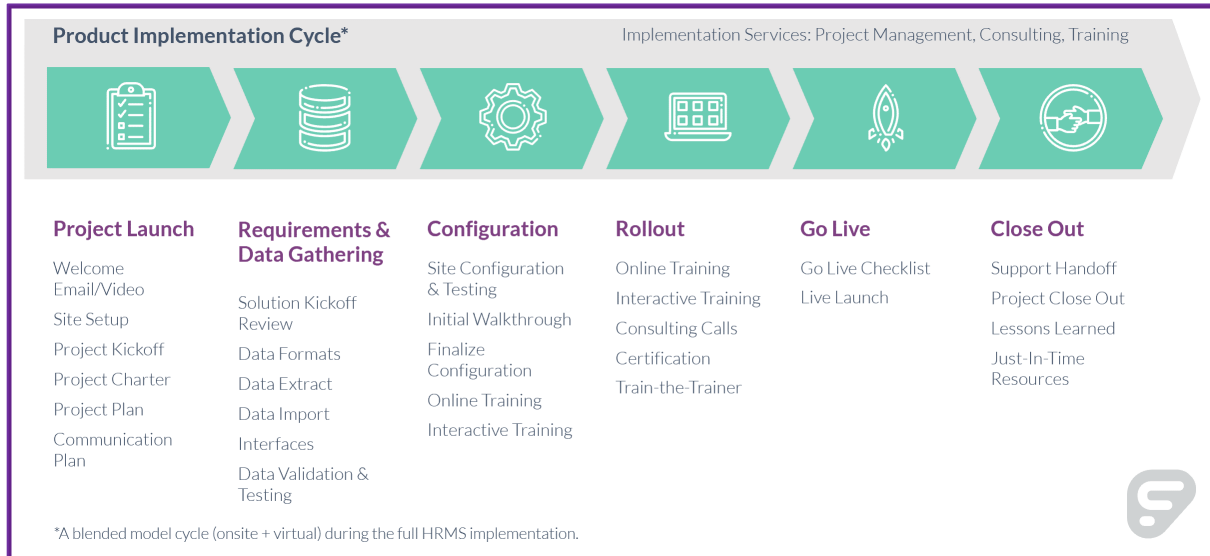 Product Implementation Cycle*
Implementation Services: Project Management, Consulting, Training
Project Launch
Welcome
Email/Video
Site Setup
Project Kickoff
Project Charter
Project Plan
Communication
Plan
Requirements &
Data Gathering
Solution Kickoff
Review
Data Formats
Data Extract
Data Import
Interfaces
Data Validation &
Testing
Configuration
Site Configuration
& Testing
Initial Walkthrough
Finalize
Configuration
Online Training
Interactive Training
Rollout
Online Training
Interactive Training
Consulting Calls
Certification
Train-the-Trainer
Go Live
Go Live Checklist
Live Launch
Close Out
Support Handoff
Project Close Out
Lessons Learned
Just-In-Time
Resources
*A blended model cycle (onsite + virtual) during the full HRMS implementation.